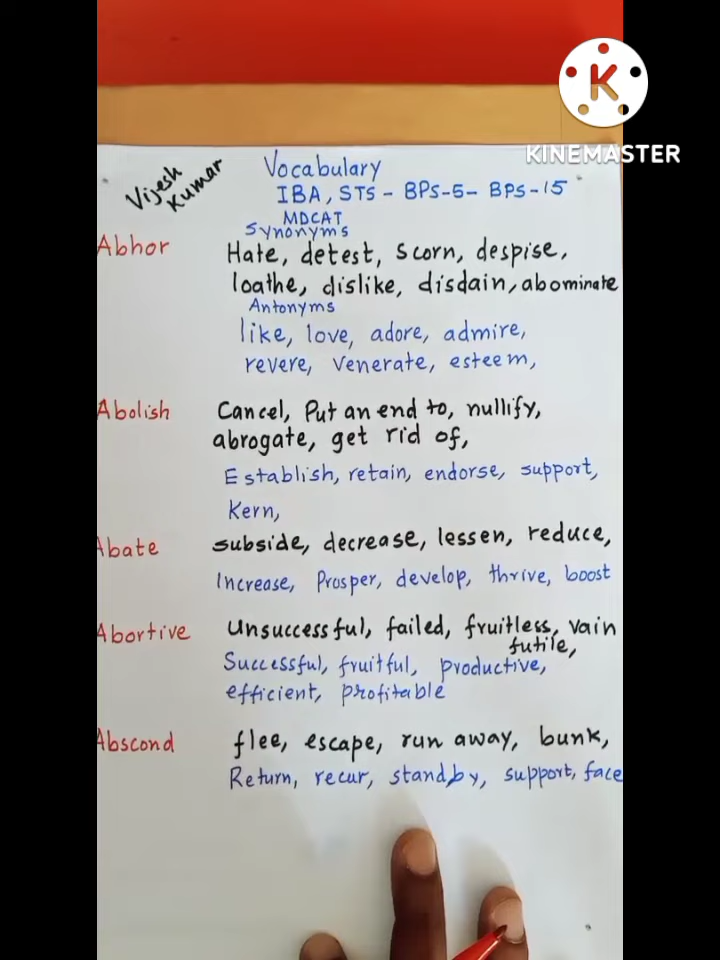 K
KINEMASTER
Vijesh
Kumar
Vocabulary
IBA, STS - BPS-5- BPS-15
MDCAT
Synonyms
Abhor Hate, detest, scorn, despise,
loathe, dislike, disdain, abominate
Antonyms
like, love, adore, admire,
revere, venerate, esteem,
Abolish Cancel, Put an end to, nullify,
abrogate, get rid of,
Establish, retain, endorse, support,
Kern,
Abate subside, decrease, lessen, reduce,
Increase, Prosper, develop, thrive, boost
Abortive Unsuccessful, failed, fruitless, vain
futile,
Successful, fruitful, productive,
efficient, profitable
Abscond flee, escape, run away, bunk,
Return, recur, standby, support, face